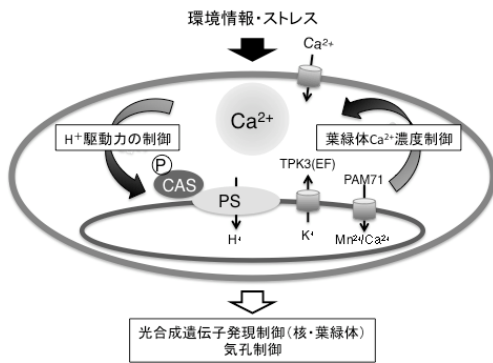 環境情報・ストレス
Ca²⁺
Ca²⁺
H⁺駆動力の制御
葉緑体Ca²⁺濃度制御
P
CAS
TPK3(EF)
PAM71
PS
H⁺
K⁺
Mn²⁺/Ca²⁺
光合成遺伝子発現制御(核・葉緑体)
気孔制御